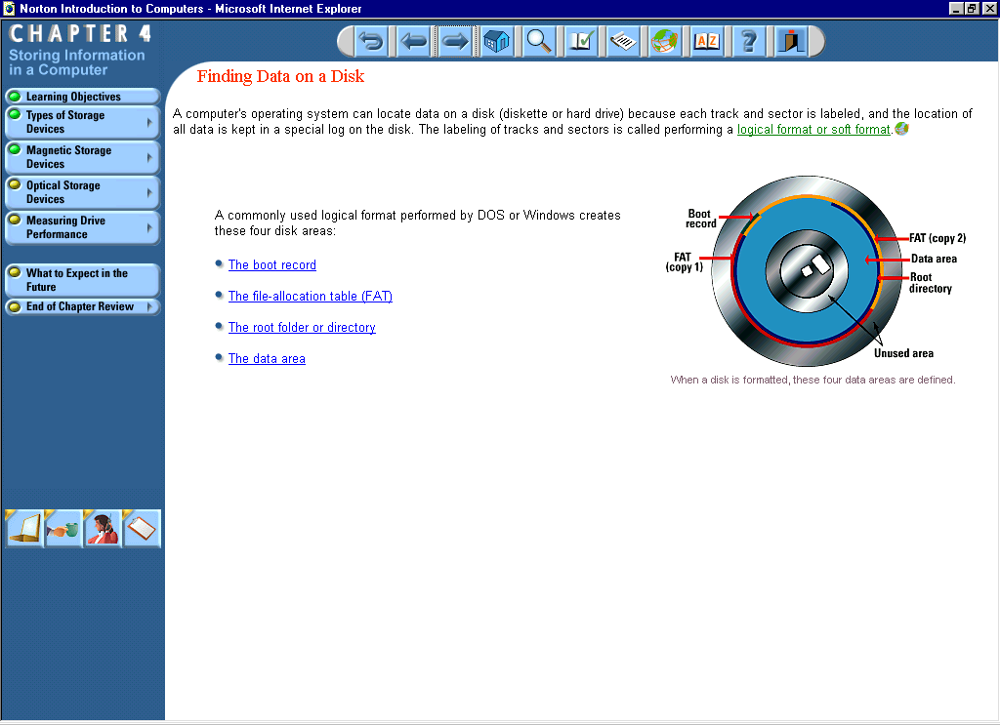 Norton Introduction to Computers - Microsoft Internet Explorer
CHAPTER 4
Storing Information
in a Computer
Learning Objectives
Types of Storage
Devices
Magnetic Storage
Devices
Optical Storage
Devices
Measuring Drive
Performance
What to Expect in the
Future
End of Chapter Review
A Z
?
Finding Data on a Disk
A computer's operating system can locate data on a disk (diskette or hard drive) because each track and sector is labeled, and the location of
all data is kept in a special log on the disk. The labeling of tracks and sectors is called performing a logical format or soft format.
A commonly used logical format performed by DOS or Windows creates
these four disk areas:
The boot record
The file-allocation table (FAT)
The root folder or directory
The data area
Boot
record
FAT
(copy 1)
FAT (copy 2)
Data area
Root
directory
Unused area
When a disk is formatted, these four data areas are defined.